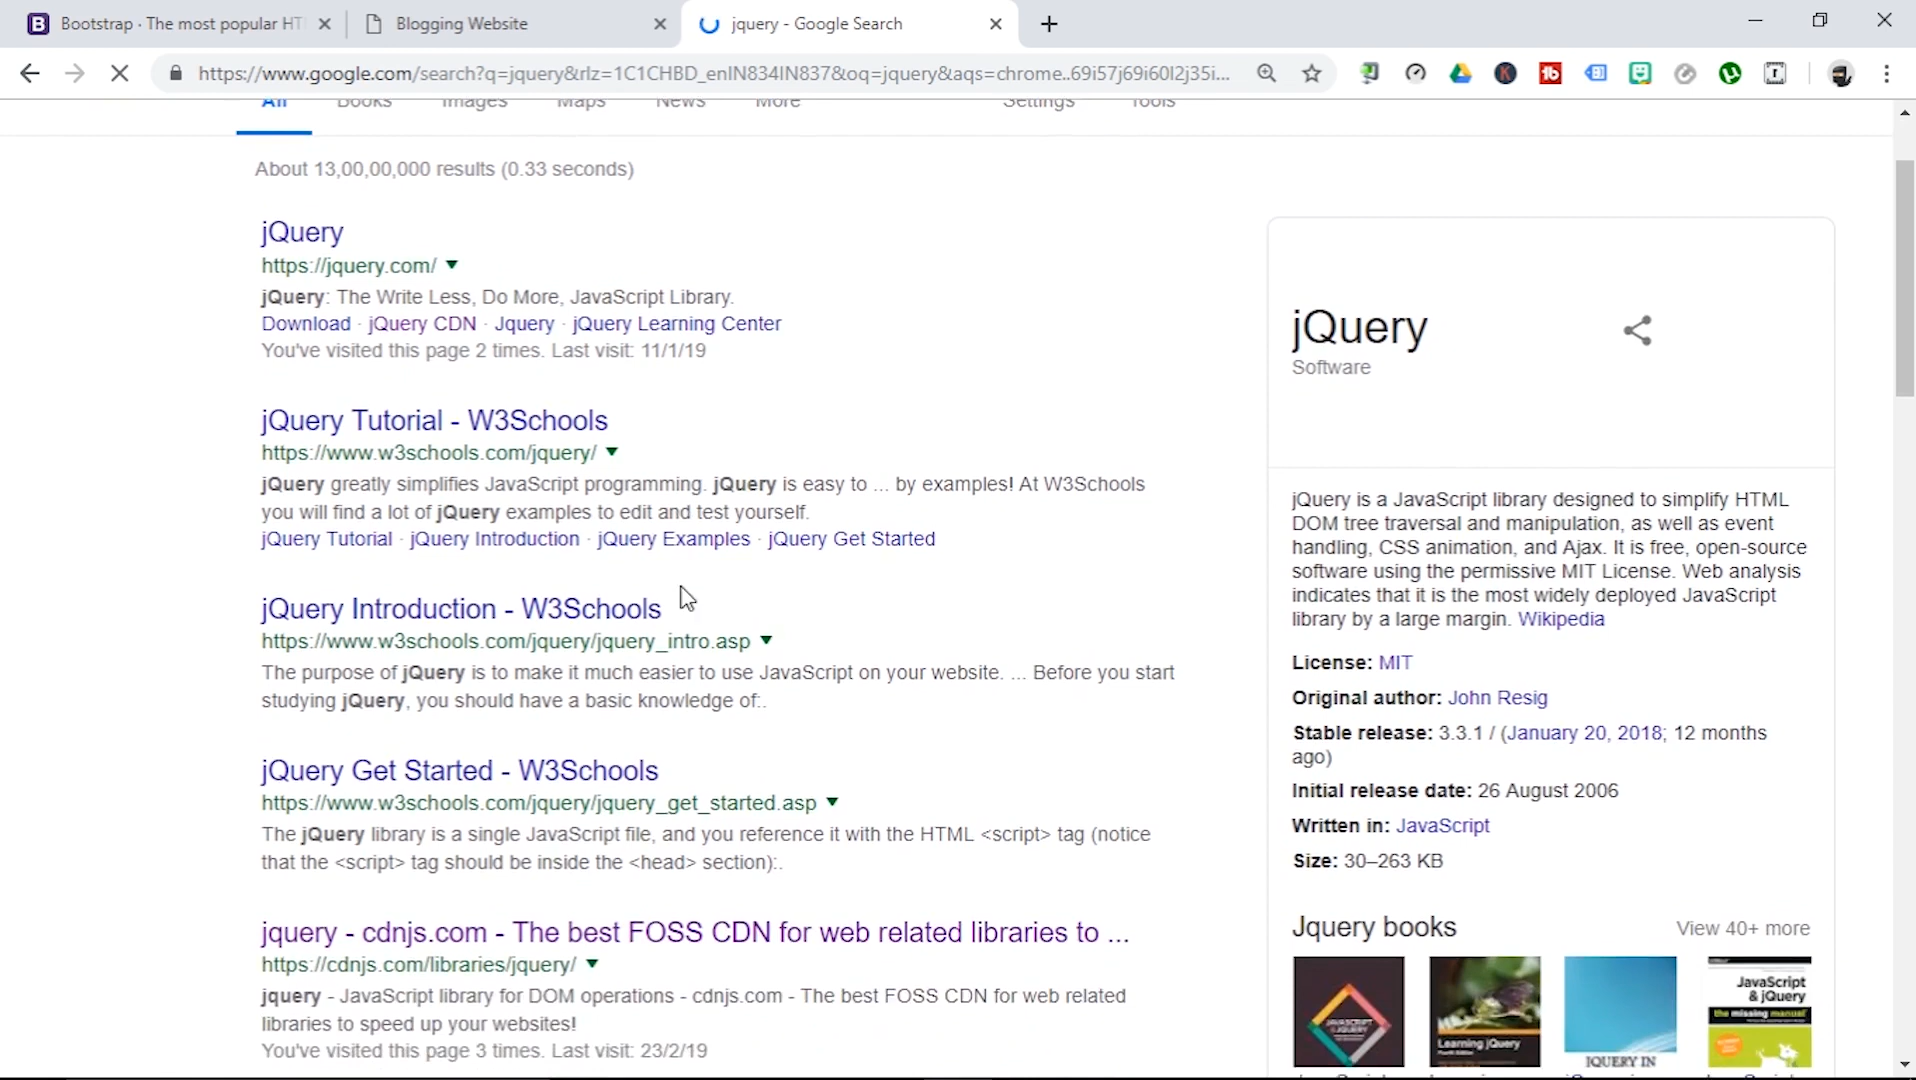 Bootstrap · The most popular HT
Blogging Website
jquery - Google Search
https://www.google.com/search?q=jquery&rlz=1C1CHBD_enIN834IN837&oq=jquery&aqs=chrome..69i57j69i60l2j35i...
All Books Images Maps News More Settings Tools
About 13,00,00,000 results (0.33 seconds)
jQuery
https://jquery.com/
jQuery: The Write Less, Do More, JavaScript Library.
Download · jQuery CDN · Jquery · jQuery Learning Center
You've visited this page 2 times. Last visit: 11/1/19
jQuery Tutorial - W3Schools
https://www.w3schools.com/jquery/
jQuery greatly simplifies JavaScript programming. jQuery is easy to ... by examples! At W3Schools
you will find a lot of jQuery examples to edit and test yourself.
jQuery Tutorial · jQuery Introduction · jQuery Examples · jQuery Get Started
jQuery Introduction - W3Schools
https://www.w3schools.com/jquery/jquery_intro.asp
The purpose of jQuery is to make it much easier to use JavaScript on your website. ... Before you start
studying jQuery, you should have a basic knowledge of:.
jQuery Get Started - W3Schools
https://www.w3schools.com/jquery/jquery_get_started.asp
The jQuery library is a single JavaScript file, and you reference it with the HTML <script> tag (notice
that the <script> tag should be inside the <head> section):.
jquery - cdnjs.com - The best FOSS CDN for web related libraries to ...
https://cdnjs.com/libraries/jquery/
jquery - JavaScript library for DOM operations - cdnjs.com - The best FOSS CDN for web related
libraries to speed up your websites!
You've visited this page 3 times. Last visit: 23/2/19
jQuery
Software
jQuery is a JavaScript library designed to simplify HTML
DOM tree traversal and manipulation, as well as event
handling, CSS animation, and Ajax. It is free, open-source
software using the permissive MIT License. Web analysis
indicates that it is the most widely deployed JavaScript
library by a large margin. Wikipedia
License: MIT
Original author: John Resig
Stable release: 3.3.1 / (January 20, 2018; 12 months
ago)
Initial release date: 26 August 2006
Written in: JavaScript
Size: 30–263 KB
Jquery books
View 40+ more
JAVASCRIPT
& JQUERY
Learning jQuery
JQUERY IN
JavaScript
& jQuery
the missing manual